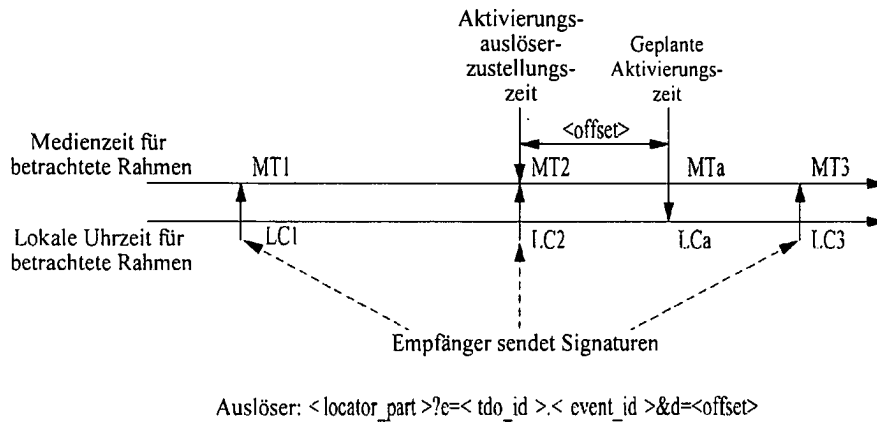 Aktivierungs-
auslöser-
zustellungs-
zeit
Geplante
Aktivierungs-
zeit
<offset>
Medienzeit für
betrachtete Rahmen
MT1
MT2
MTa
MT3
Lokale Uhrzeit für
betrachtete Rahmen
LC1
LC2
LCa
LC3
Empfänger sendet Signaturen
Auslöser: < locator_part >?e=< tdo_id >.< event_id >&d=<offset>